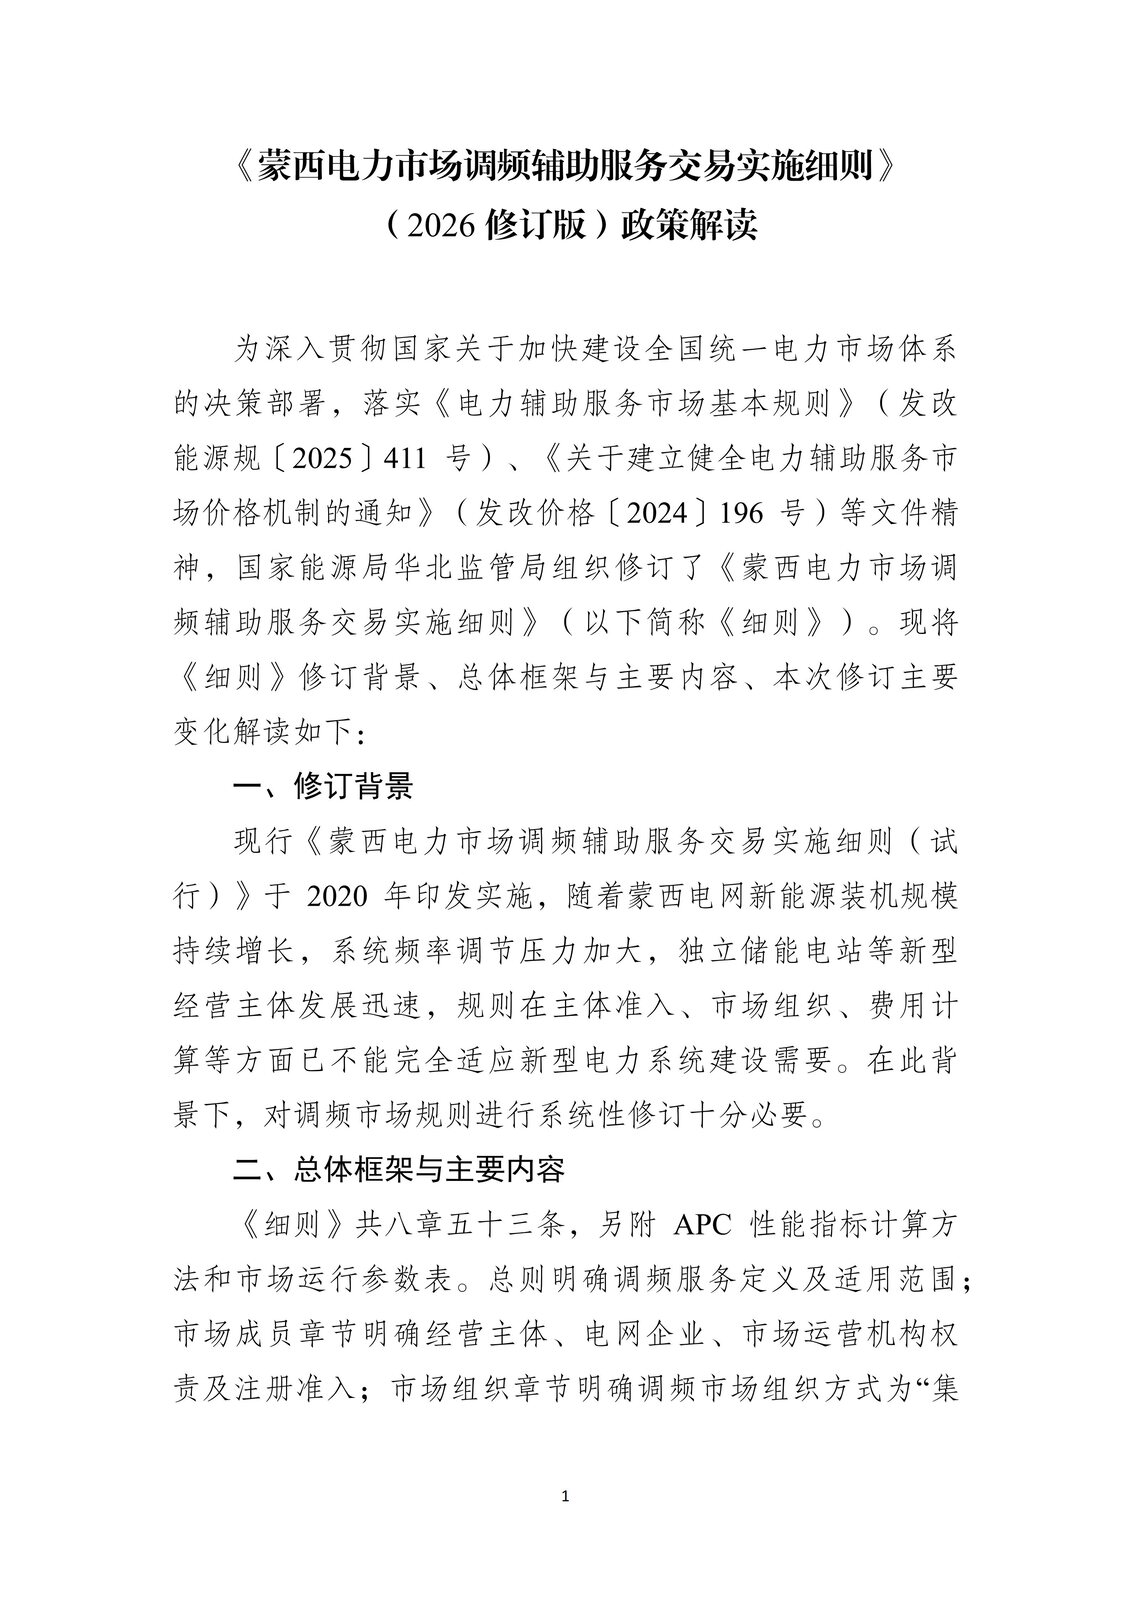 《蒙西电力市场调频辅助服务交易实施细则》
（2026 修订版）政策解读
为深入贯彻国家关于加快建设全国统一电力市场体系
的决策部署，落实《电力辅助服务市场基本规则》（发改
能源规〔2025〕411 号）、《关于建立健全电力辅助服务市
场价格机制的通知》（发改价格〔2024〕196 号）等文件精
神，国家能源局华北监管局组织修订了《蒙西电力市场调
频辅助服务交易实施细则》（以下简称《细则》）。现将
《细则》修订背景、总体框架与主要内容、本次修订主要
变化解读如下：
一、修订背景
现行《蒙西电力市场调频辅助服务交易实施细则（试
行）》于 2020 年印发实施，随着蒙西电网新能源装机规模
持续增长，系统频率调节压力加大，独立储能电站等新型
经营主体发展迅速，规则在主体准入、市场组织、费用计
算等方面已不能完全适应新型电力系统建设需要。在此背
景下，对调频市场规则进行系统性修订十分必要。
二、总体框架与主要内容
《细则》共八章五十三条，另附 APC 性能指标计算方
法和市场运行参数表。总则明确调频服务定义及适用范围；
市场成员章节明确经营主体、电网企业、市场运营机构权
责及注册准入；市场组织章节明确调频市场组织方式为“集
1